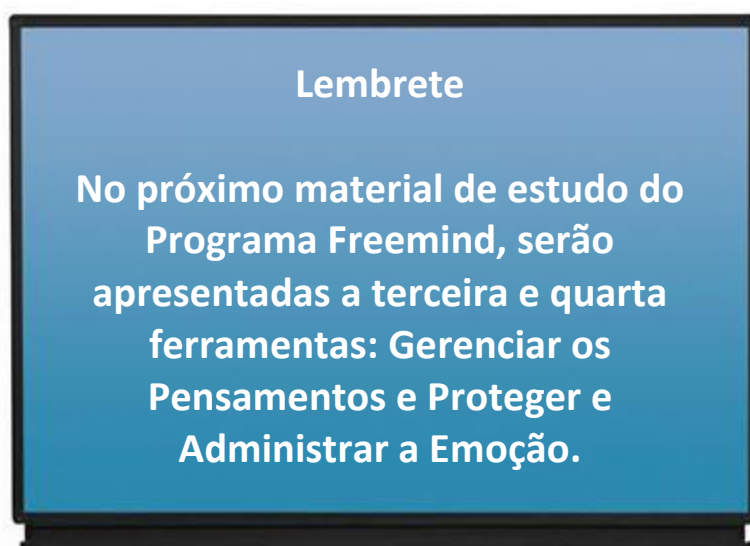 Lembrete
No próximo material de estudo do
Programa Freemind, serão
apresentadas a terceira e quarta
ferramentas: Gerenciar os
Pensamentos e Proteger e
Administrar a Emoção.